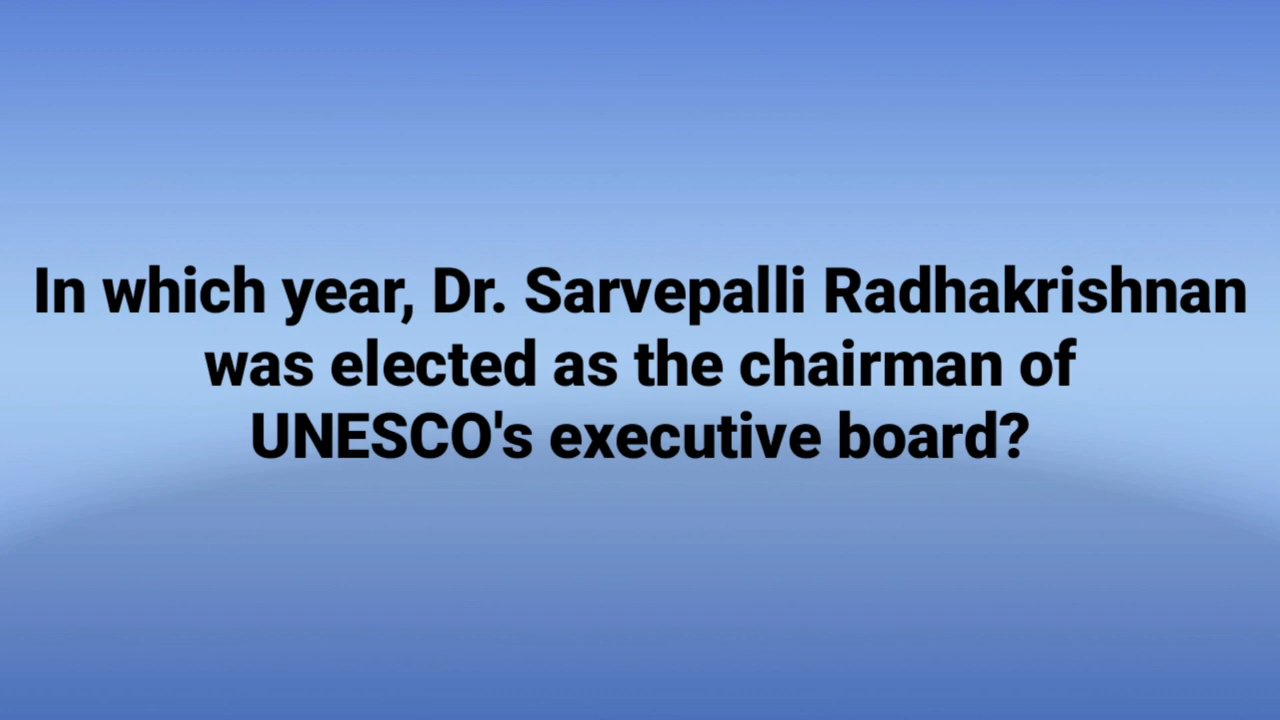 In which year, Dr. Sarvepalli Radhakrishnan
was elected as the chairman of
UNESCO's executive board?